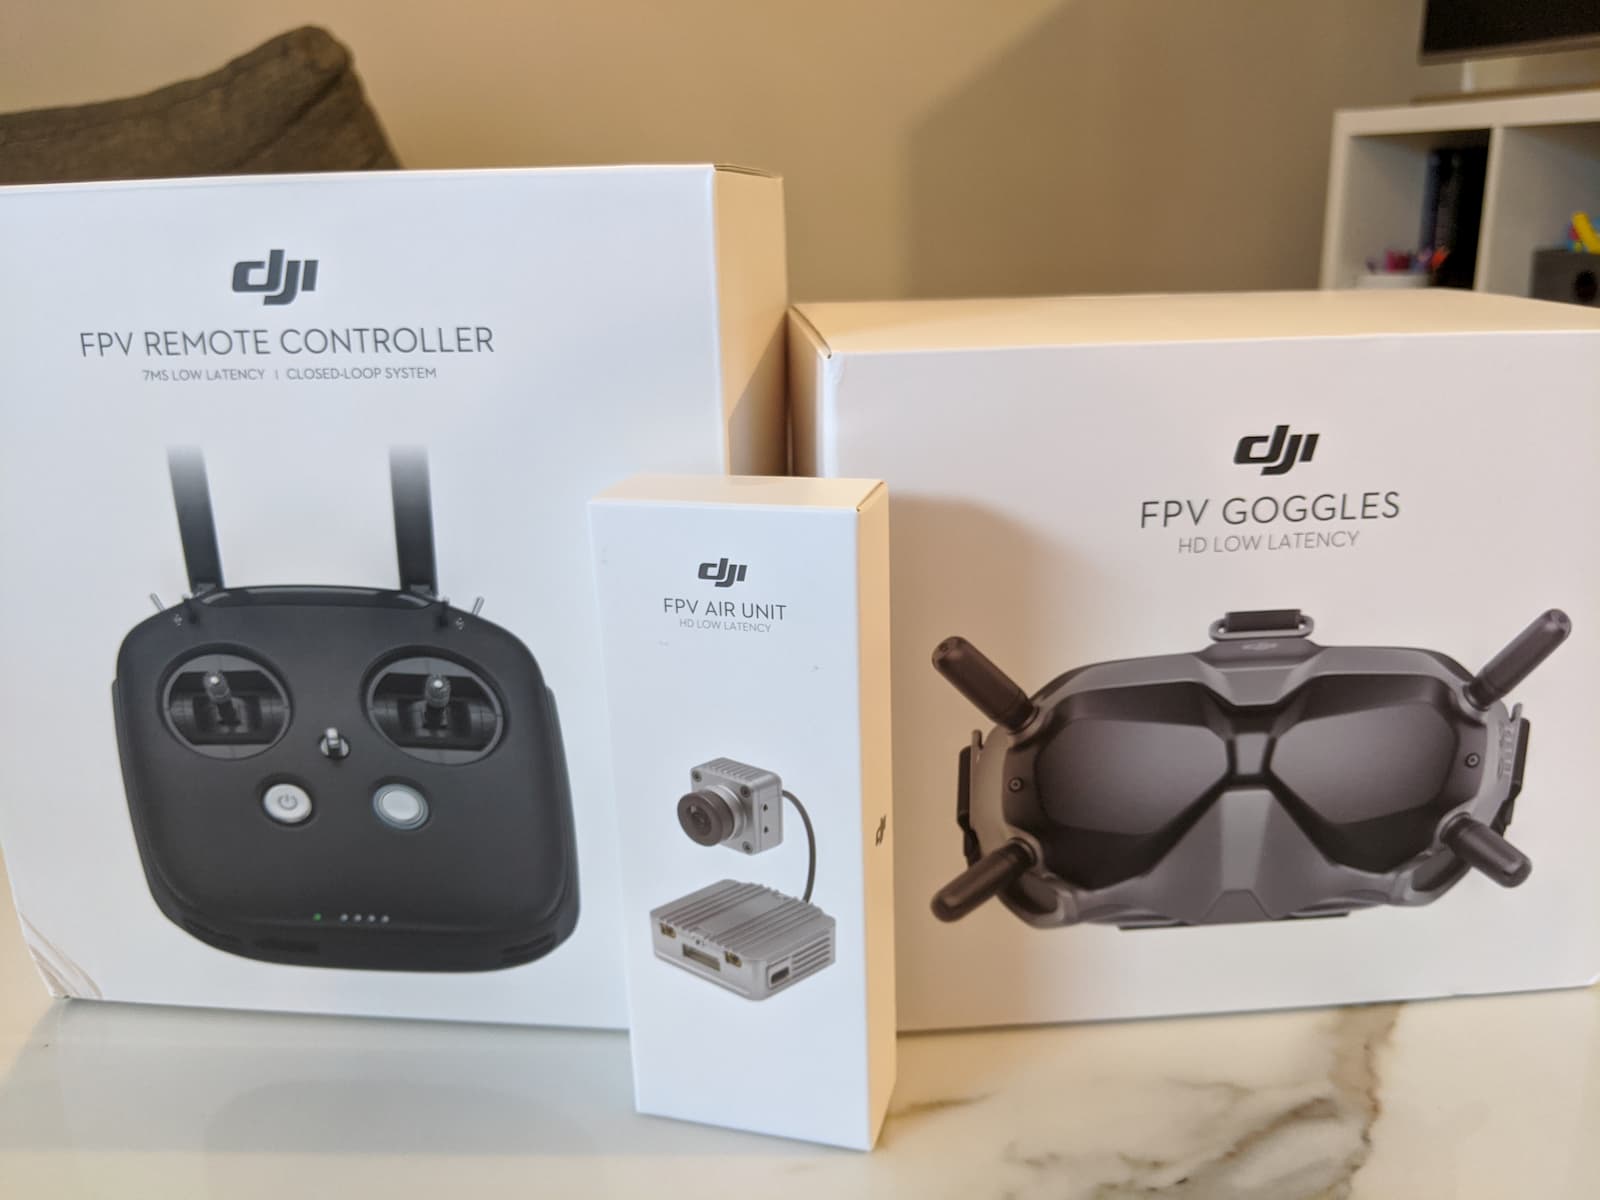 dji
FPV REMOTE CONTROLLER
7MS LOW LATENCY | CLOSED-LOOP SYSTEM
dji
FPV AIR UNIT
HD LOW LATENCY
dji
FPV GOGGLES
HD LOW LATENCY